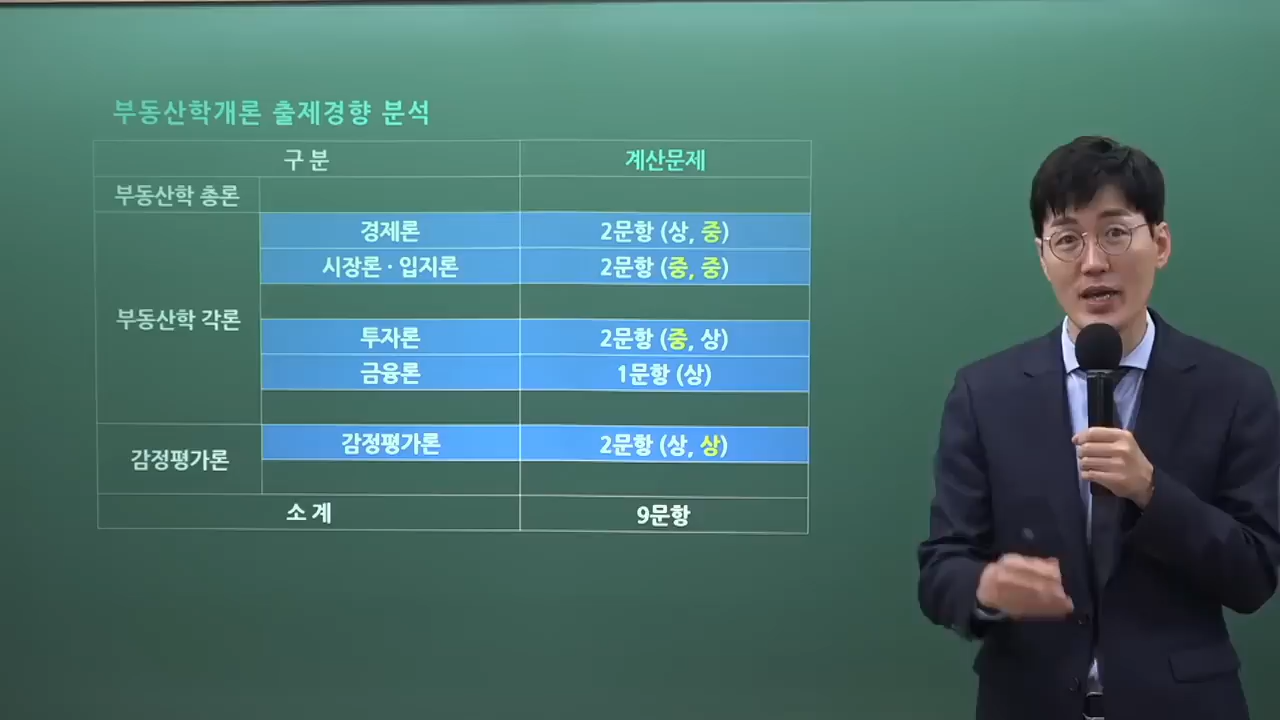 부동산학개론 출제경향 분석
구 분 계산문제
부동산학 총론
부동산학 각론
경제론 2문항 (상, 중)
시장론 · 입지론 2문항 (중, 중)
투자론 2문항 (중, 상)
금융론 1문항 (상)
감정평가론
감정평가론 2문항 (상, 상)
소 계 9문항